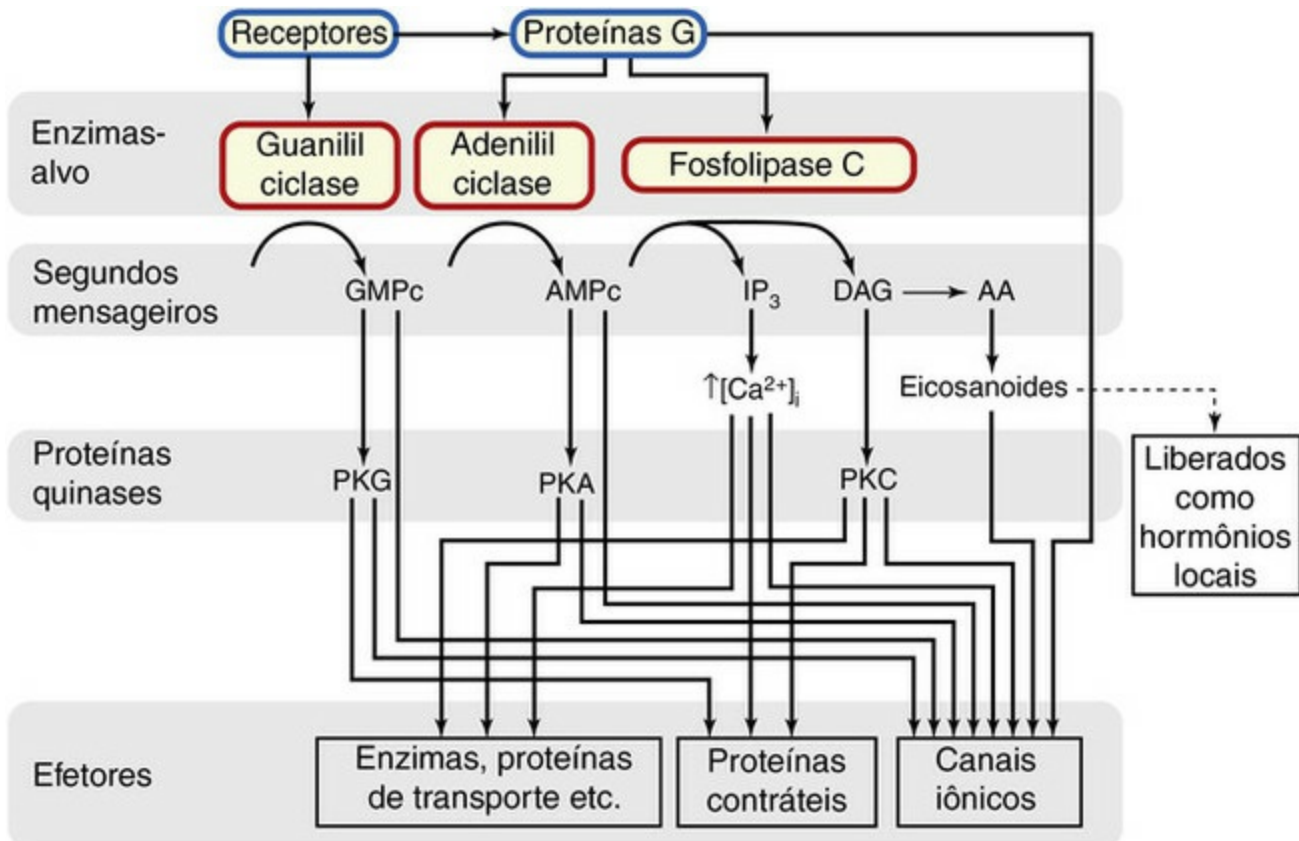 Receptores
Proteínas G
Enzimas-
alvo
Guanilil
ciclase
Adenilil
ciclase
Fosfolipase C
Segundos
mensageiros
GMPc
AMPc
IP₃
DAG
AA
↑[Ca²⁺]ᵢ
Eicosanoides
Proteínas
quinases
PKG
PKA
PKC
Liberados
como
hormônios
locais
Efetores
Enzimas, proteínas
de transporte etc.
Proteínas
contráteis
Canais
iônicos